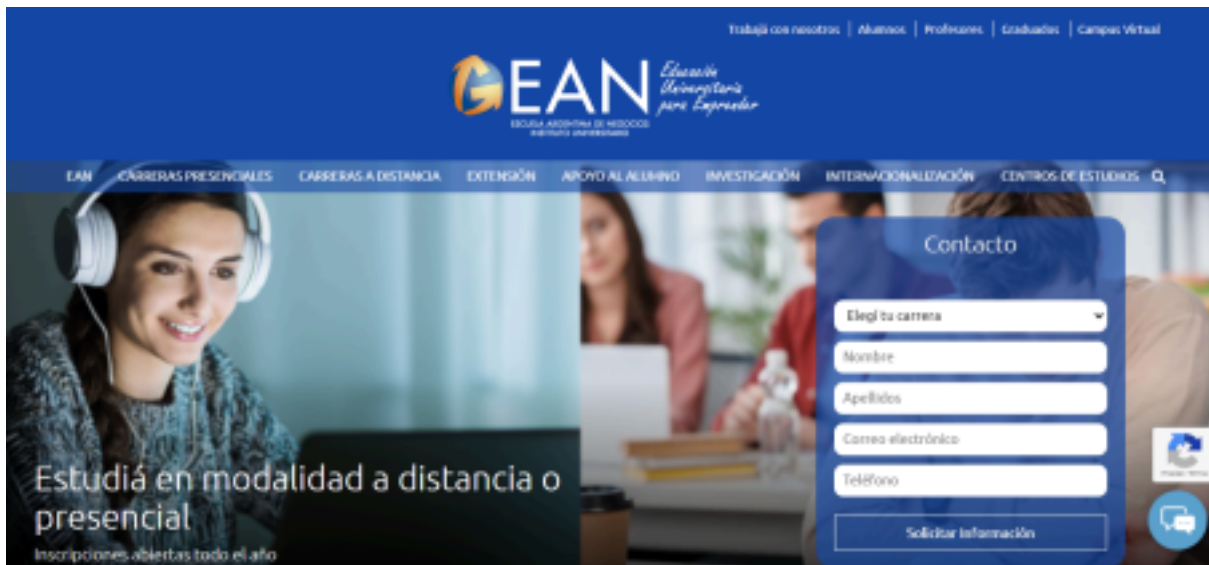 Trabajá con nosotros | Alumnos | Profesores | Graduados | Campus Virtual
EAN
Educación
Universitaria
para Emprender
ESCUELA ARGENTINA DE NEGOCIOS
INSTITUTO UNIVERSITARIO
EAN CARRERAS PRESENCIALES CARRERAS A DISTANCIA EXTENSIÓN APOYO AL ALUMNO INVESTIGACIÓN INTERNACIONALIZACIÓN CENTROS DE ESTUDIOS
Contacto
Elegí tu carrera
Nombre
Apellidos
Correo electrónico
Teléfono
Solicitar Información
Estudiá en modalidad a distancia o
presencial
Inscripciones abiertas todo el año